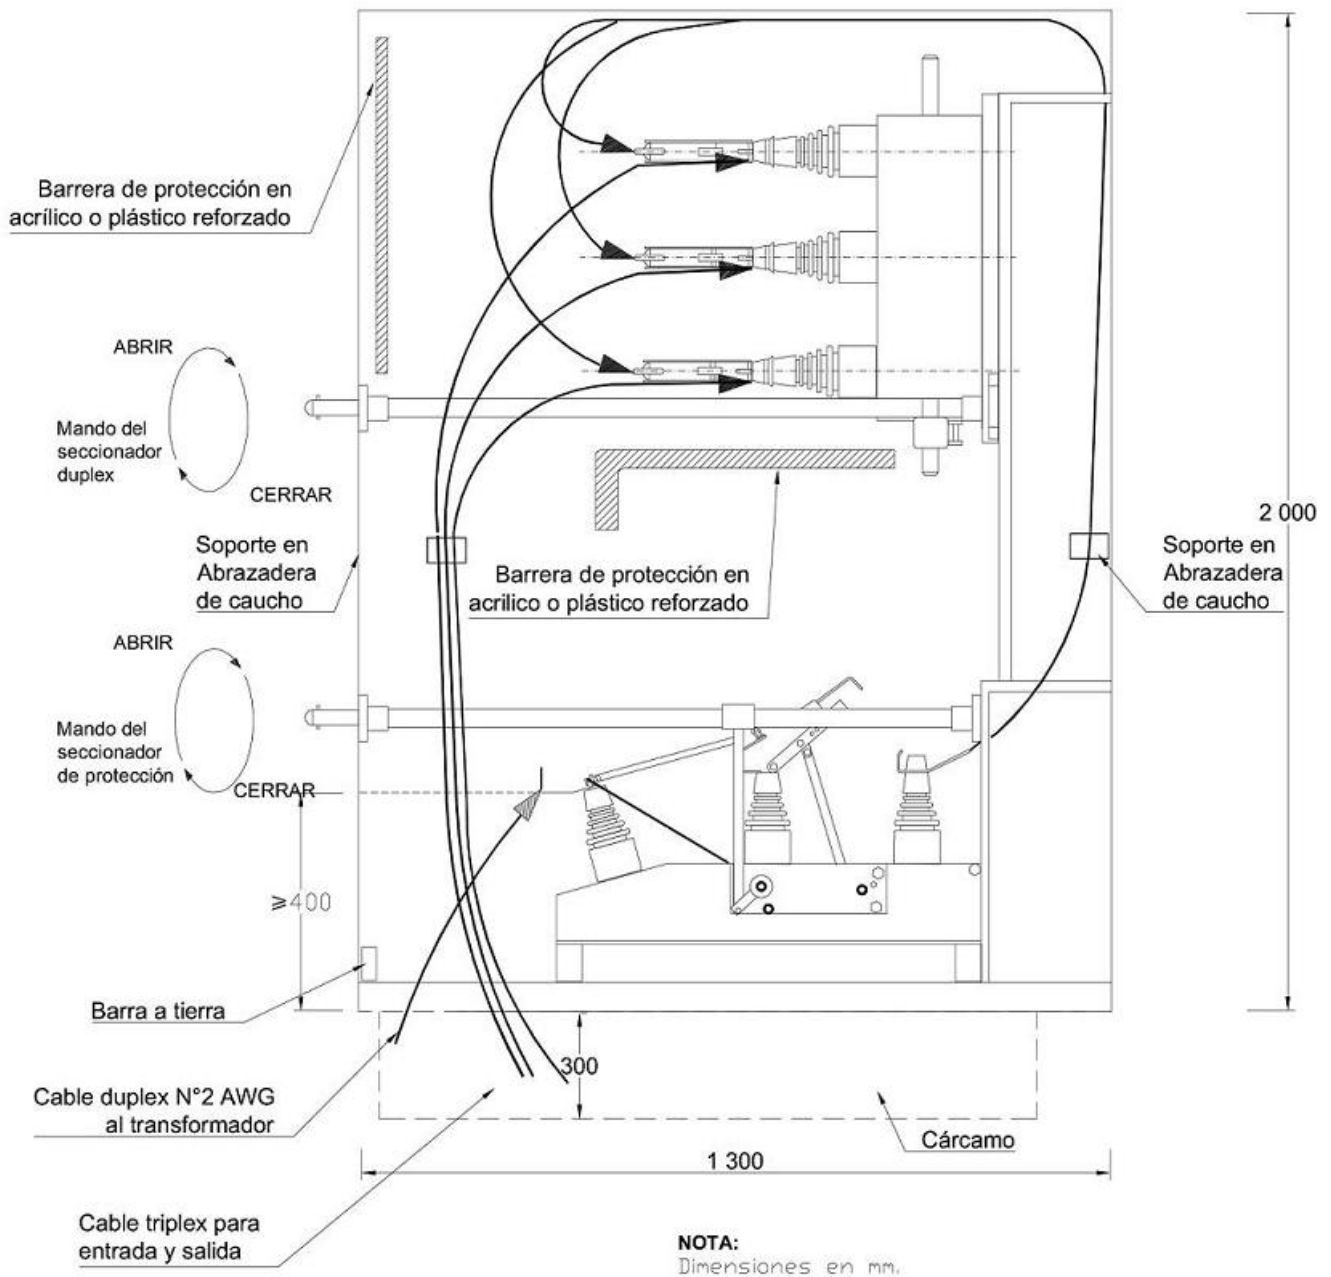 Barrera de protección en
acrílico o plástico reforzado
ABRIR
Mando del
seccionador
duplex
CERRAR
2 000
Soporte en
Abrazadera
de caucho
Barrera de protección en
acrilico o plástico reforzado
Soporte en
Abrazadera
de caucho
ABRIR
Mando del
seccionador
de protección
CERRAR
≥400
Barra a tierra
300
Cable duplex N°2 AWG
al transformador
Cárcamo
1 300
Cable triplex para
entrada y salida
NOTA:
Dimensiones en mm.